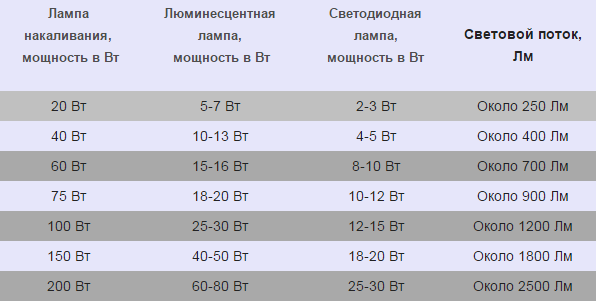 Лампа накаливания, мощность в Вт Люминесцентная лампа, мощность в Вт Светодиодная лампа, мощность в Вт Световой поток, Лм
20 Вт 5-7 Вт 2-3 Вт Около 250 Лм
40 Вт 10-13 Вт 4-5 Вт Около 400 Лм
60 Вт 15-16 Вт 8-10 Вт Около 700 Лм
75 Вт 18-20 Вт 10-12 Вт Около 900 Лм
100 Вт 25-30 Вт 12-15 Вт Около 1200 Лм
150 Вт 40-50 Вт 18-20 Вт Около 1800 Лм
200 Вт 60-80 Вт 25-30 Вт Около 2500 Лм